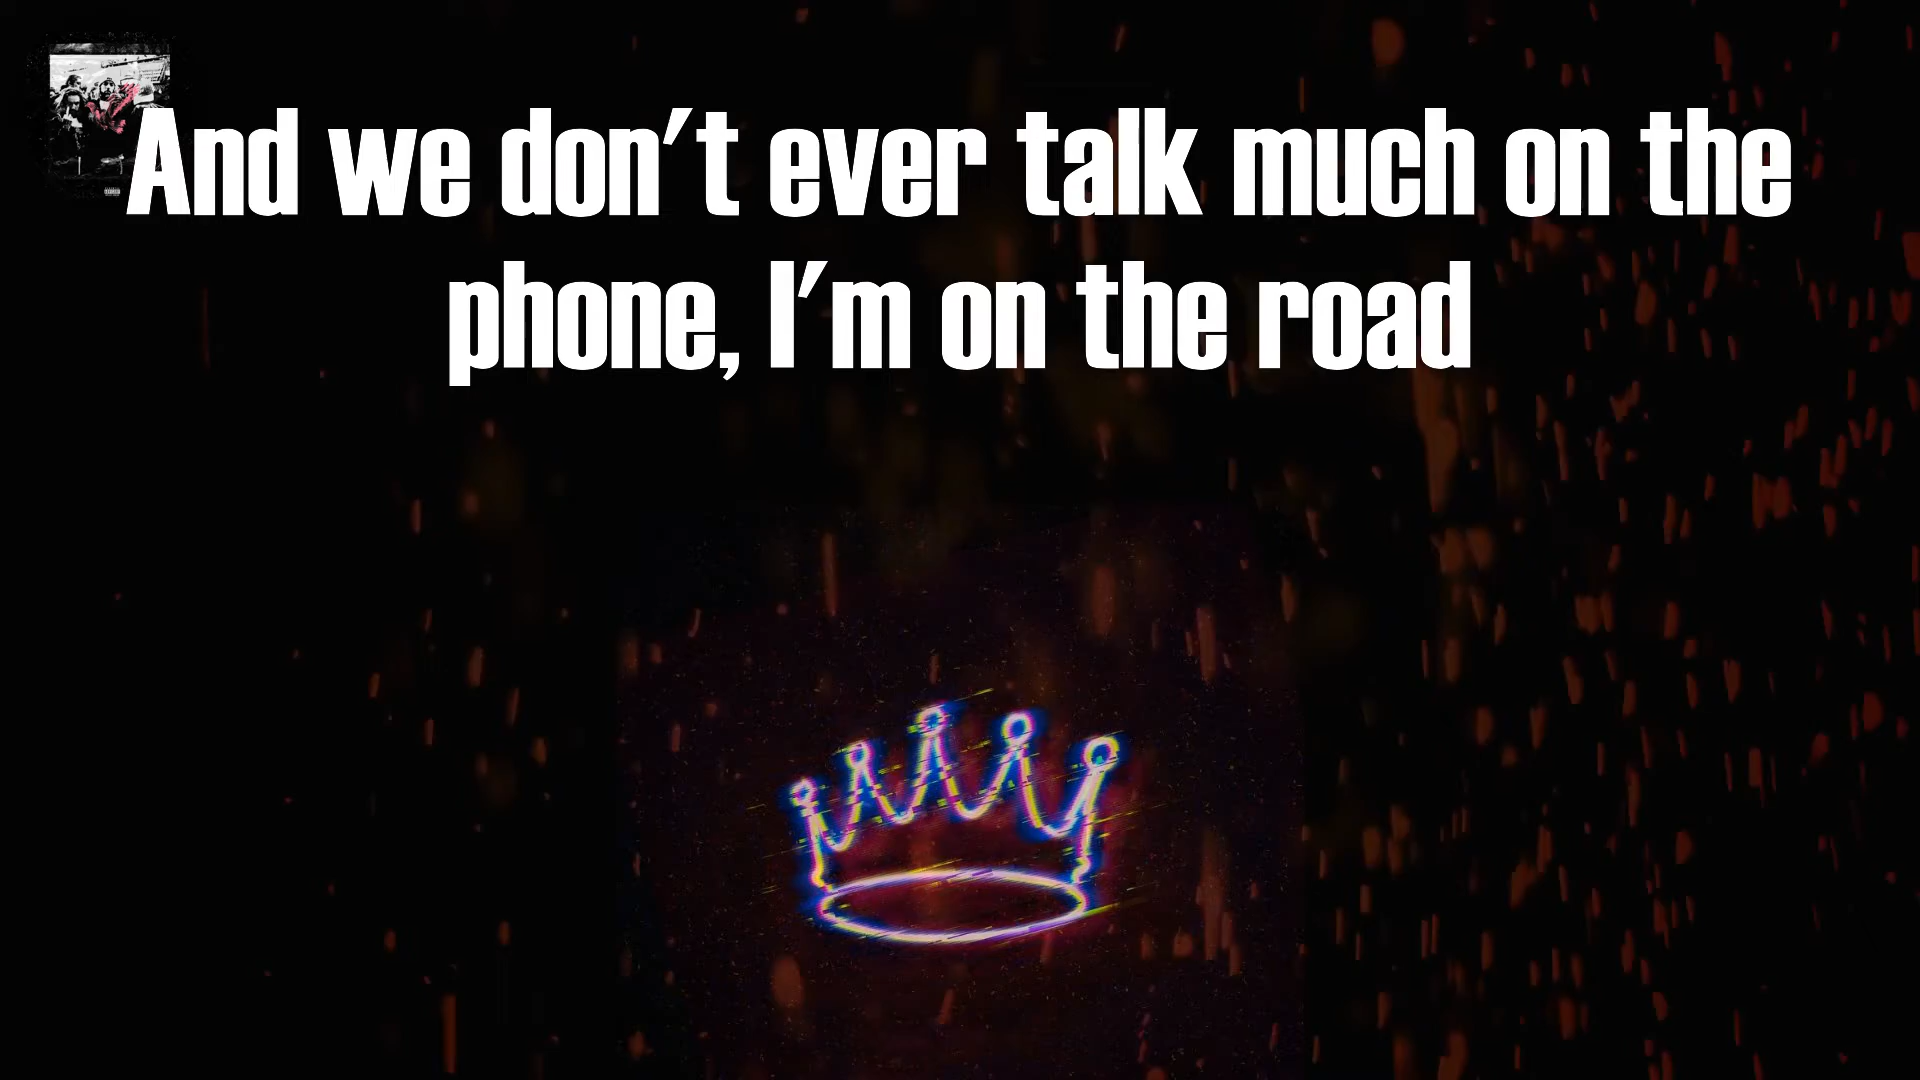 And we don't ever talk much on the
phone, I'm on the road